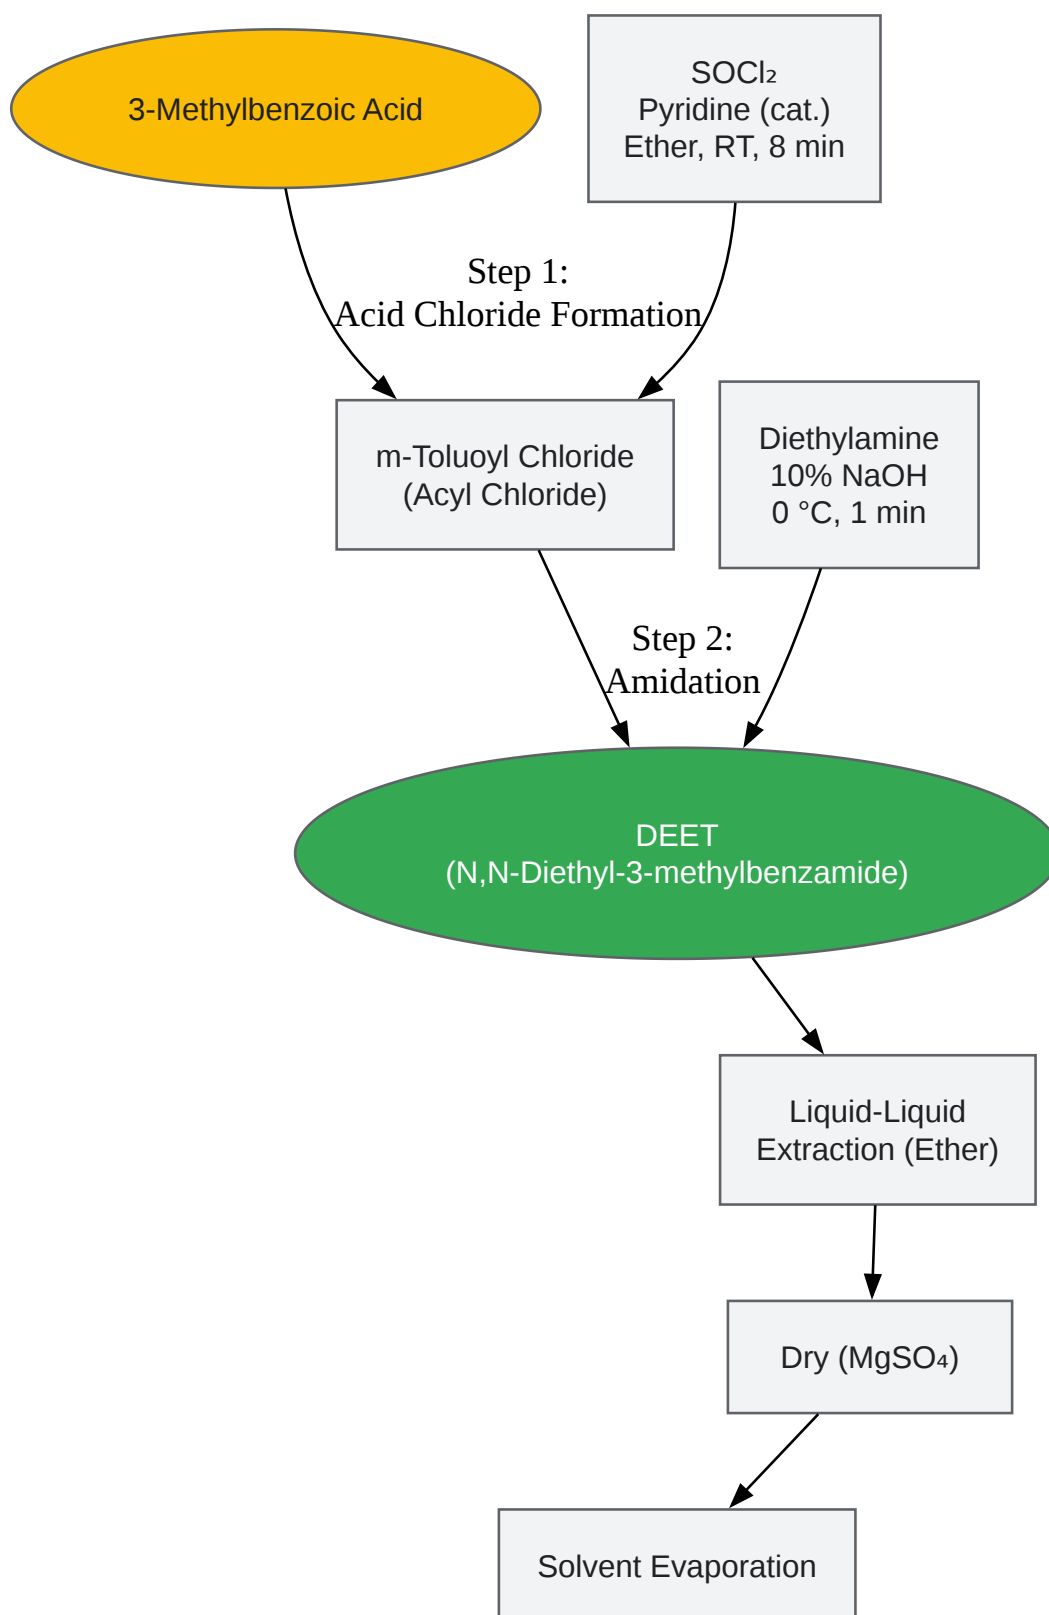 3-Methylbenzoic Acid
SOCl₂
Pyridine (cat.)
Ether, RT, 8 min
Step 1:
Acid Chloride Formation
m-Toluoyl Chloride
(Acyl Chloride)
Diethylamine
10% NaOH
0 °C, 1 min
Step 2:
Amidation
DEET
(N,N-Diethyl-3-methylbenzamide)
Liquid-Liquid
Extraction (Ether)
Dry (MgSO₄)
Solvent Evaporation